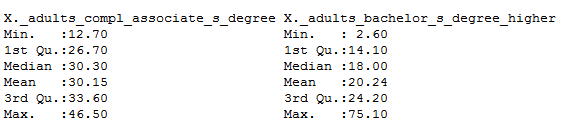 X._adults_compl_associate_s_degree X._adults_bachelor_s_degree_higher
Min.   :12.70                      Min.   : 2.60
1st Qu.:26.70                      1st Qu.:14.10
Median :30.30                      Median :18.00
Mean   :30.15                      Mean   :20.24
3rd Qu.:33.60                      3rd Qu.:24.20
Max.   :46.50                      Max.   :75.10